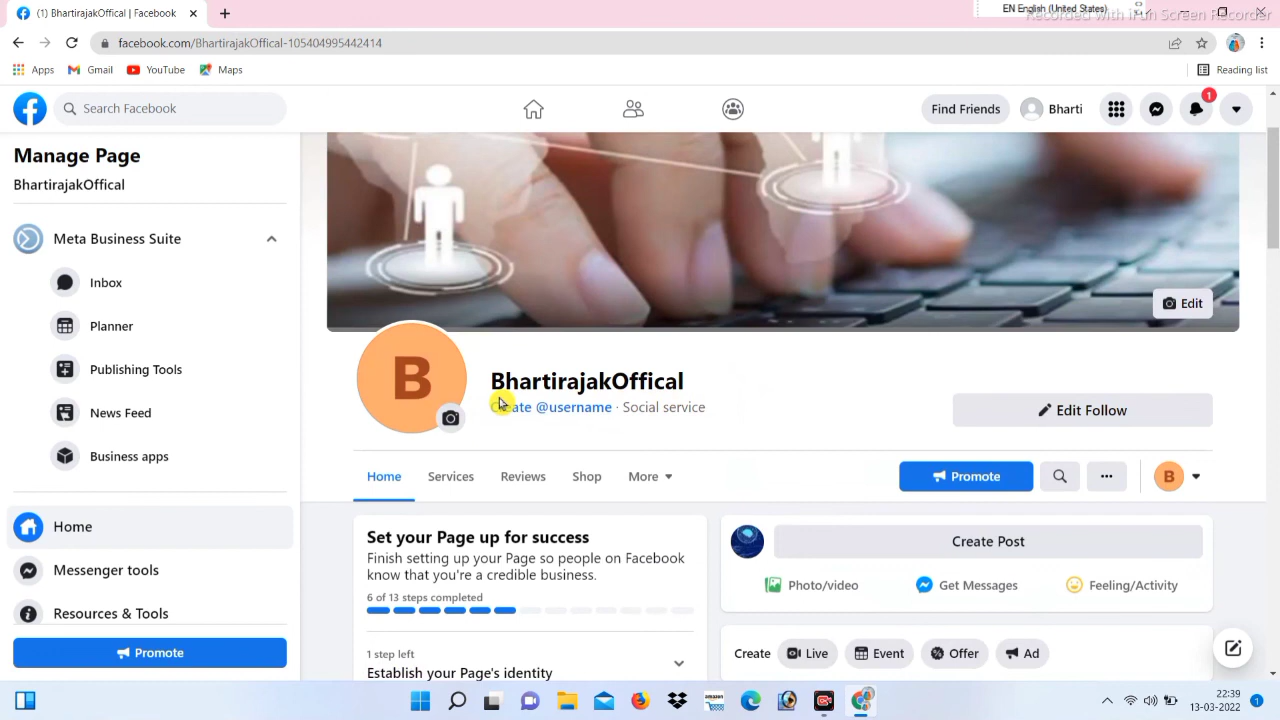 (1) BhartirajakOffical | Facebook
EN English (United States)
Recorded with iFun Screen Recorder
facebook.com/BhartirajakOffical-105404995442414
Apps Gmail YouTube Maps Reading list
Search Facebook Find Friends Bharti 1
Manage Page
BhartirajakOffical
Meta Business Suite
Inbox
Planner
Publishing Tools
News Feed
Business apps
Home
Messenger tools
Resources & Tools
Promote
Edit
B
BhartirajakOffical
Create @username · Social service
Edit Follow
Home Services Reviews Shop More Promote B
Set your Page up for success
Finish setting up your Page so people on Facebook
know that you're a credible business.
6 of 13 steps completed
1 step left
Establish your Page's identity
Create Post
Photo/video Get Messages Feeling/Activity
Create Live Event Offer Ad
amazon
22:39
13-03-2022
1